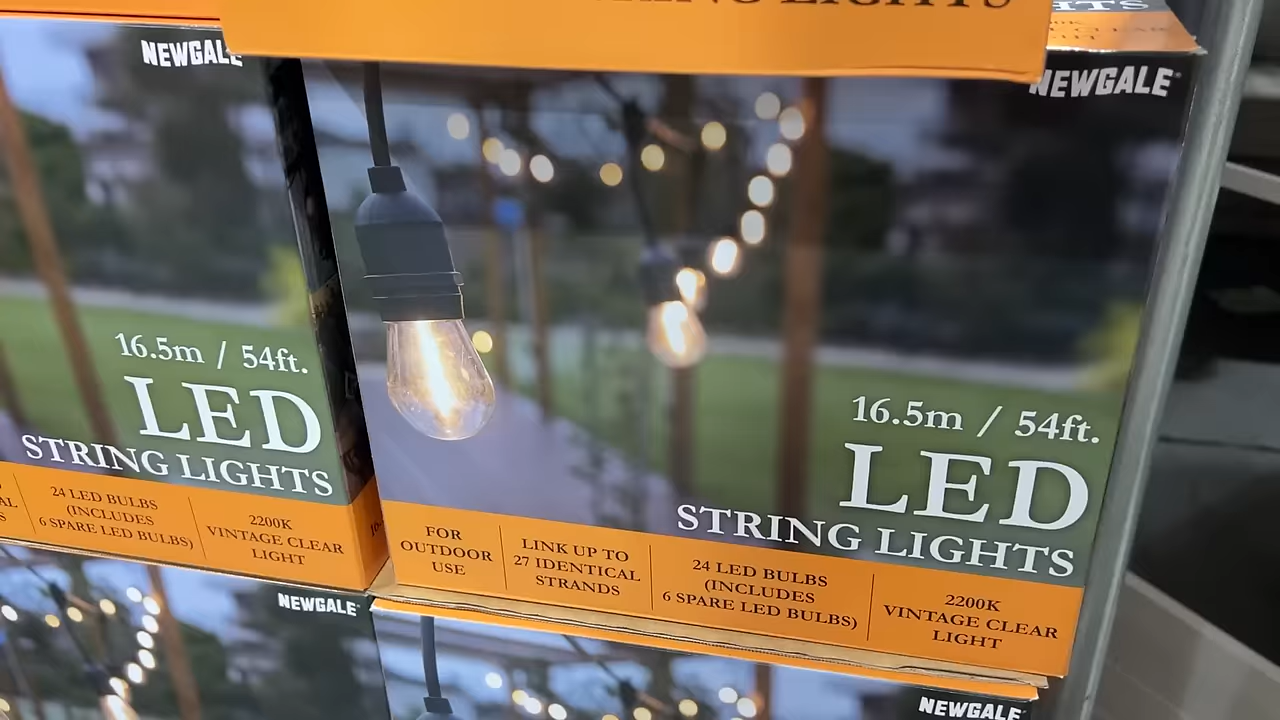 LIGHTS
NEWGALE
16.5m / 54ft.
LED
STRING LIGHTS
24 LED BULBS
(INCLUDES
6 SPARE LED BULBS)
2200K
VINTAGE CLEAR
LIGHT
NEWGALE
16.5m / 54ft.
LED
STRING LIGHTS
FOR
OUTDOOR
USE
LINK UP TO
27 IDENTICAL
STRANDS
24 LED BULBS
(INCLUDES
6 SPARE LED BULBS)
2200K
VINTAGE CLEAR
LIGHT
NEWGALE
NEWGALE